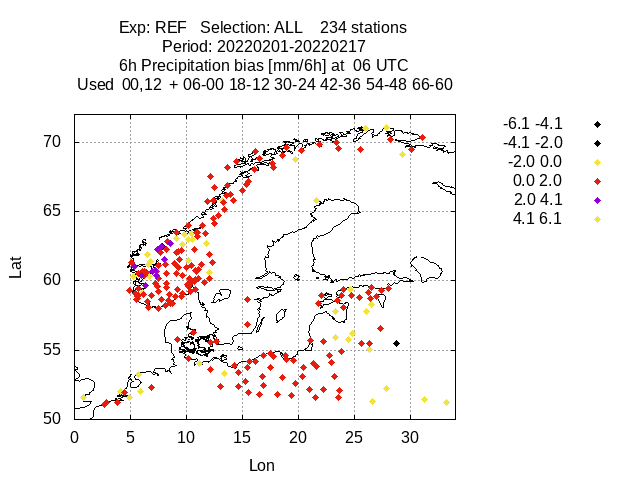 Exp: REF   Selection: ALL    234 stations
Period: 20220201-20220217
6h Precipitation bias [mm/6h] at  06 UTC
Used  00,12  + 06-00 18-12 30-24 42-36 54-48 66-60
-6.1 -4.1
-4.1 -2.0
-2.0 0.0
0.0 2.0
2.0 4.1
4.1 6.1
70
65
60
55
50
Lat
0 5 10 15 20 25 30
Lon